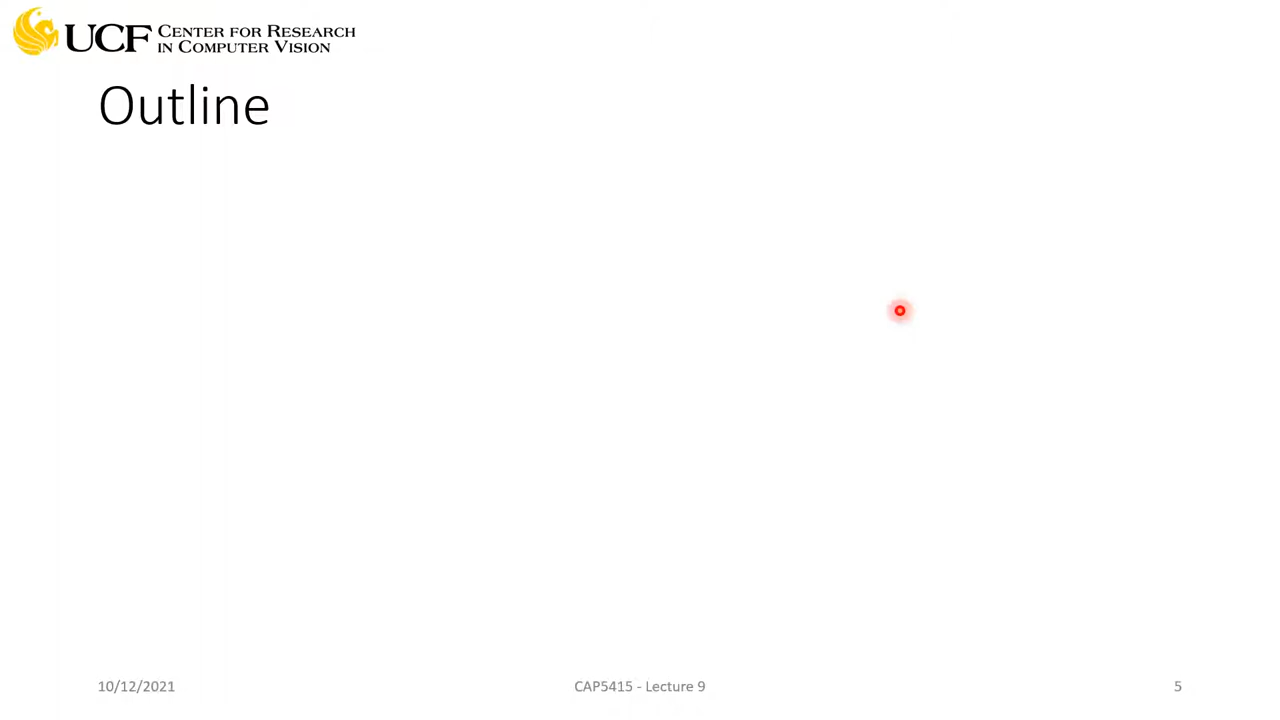 UCF CENTER FOR RESEARCH
IN COMPUTER VISION
Outline
10/12/2021 CAP5415 - Lecture 9 5